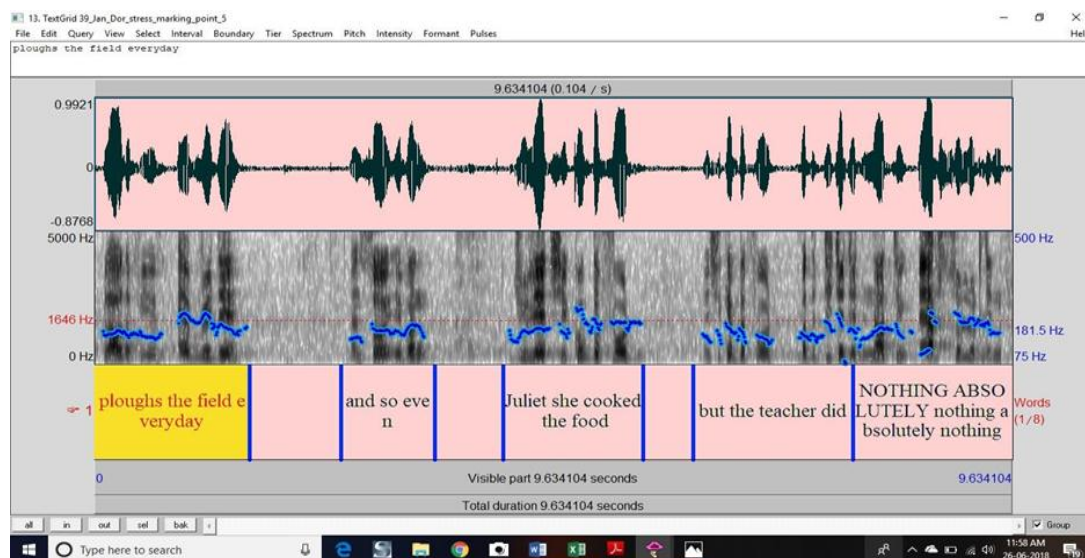 13. TextGrid 39_Jan_Dor_stress_marking_point_5
File Edit Query View Select Interval Boundary Tier Spectrum Pitch Intensity Formant Pulses Hel
ploughs the field everyday
9.634104 (0.104 / s)
0.9921
0
-0.8768
5000 Hz 500 Hz
1646 Hz
181.5 Hz
0 Hz 75 Hz
1
ploughs the field e
veryday
and so eve
n
Juliet she cooked
the food
but the teacher did
NOTHING ABSO
LUTELY nothing a
bsolutely nothing
Words
(1/8)
0 Visible part 9.634104 seconds 9.634104
Total duration 9.634104 seconds
all in out sel bak Group
Type here to search
11:58 AM
26-06-2018